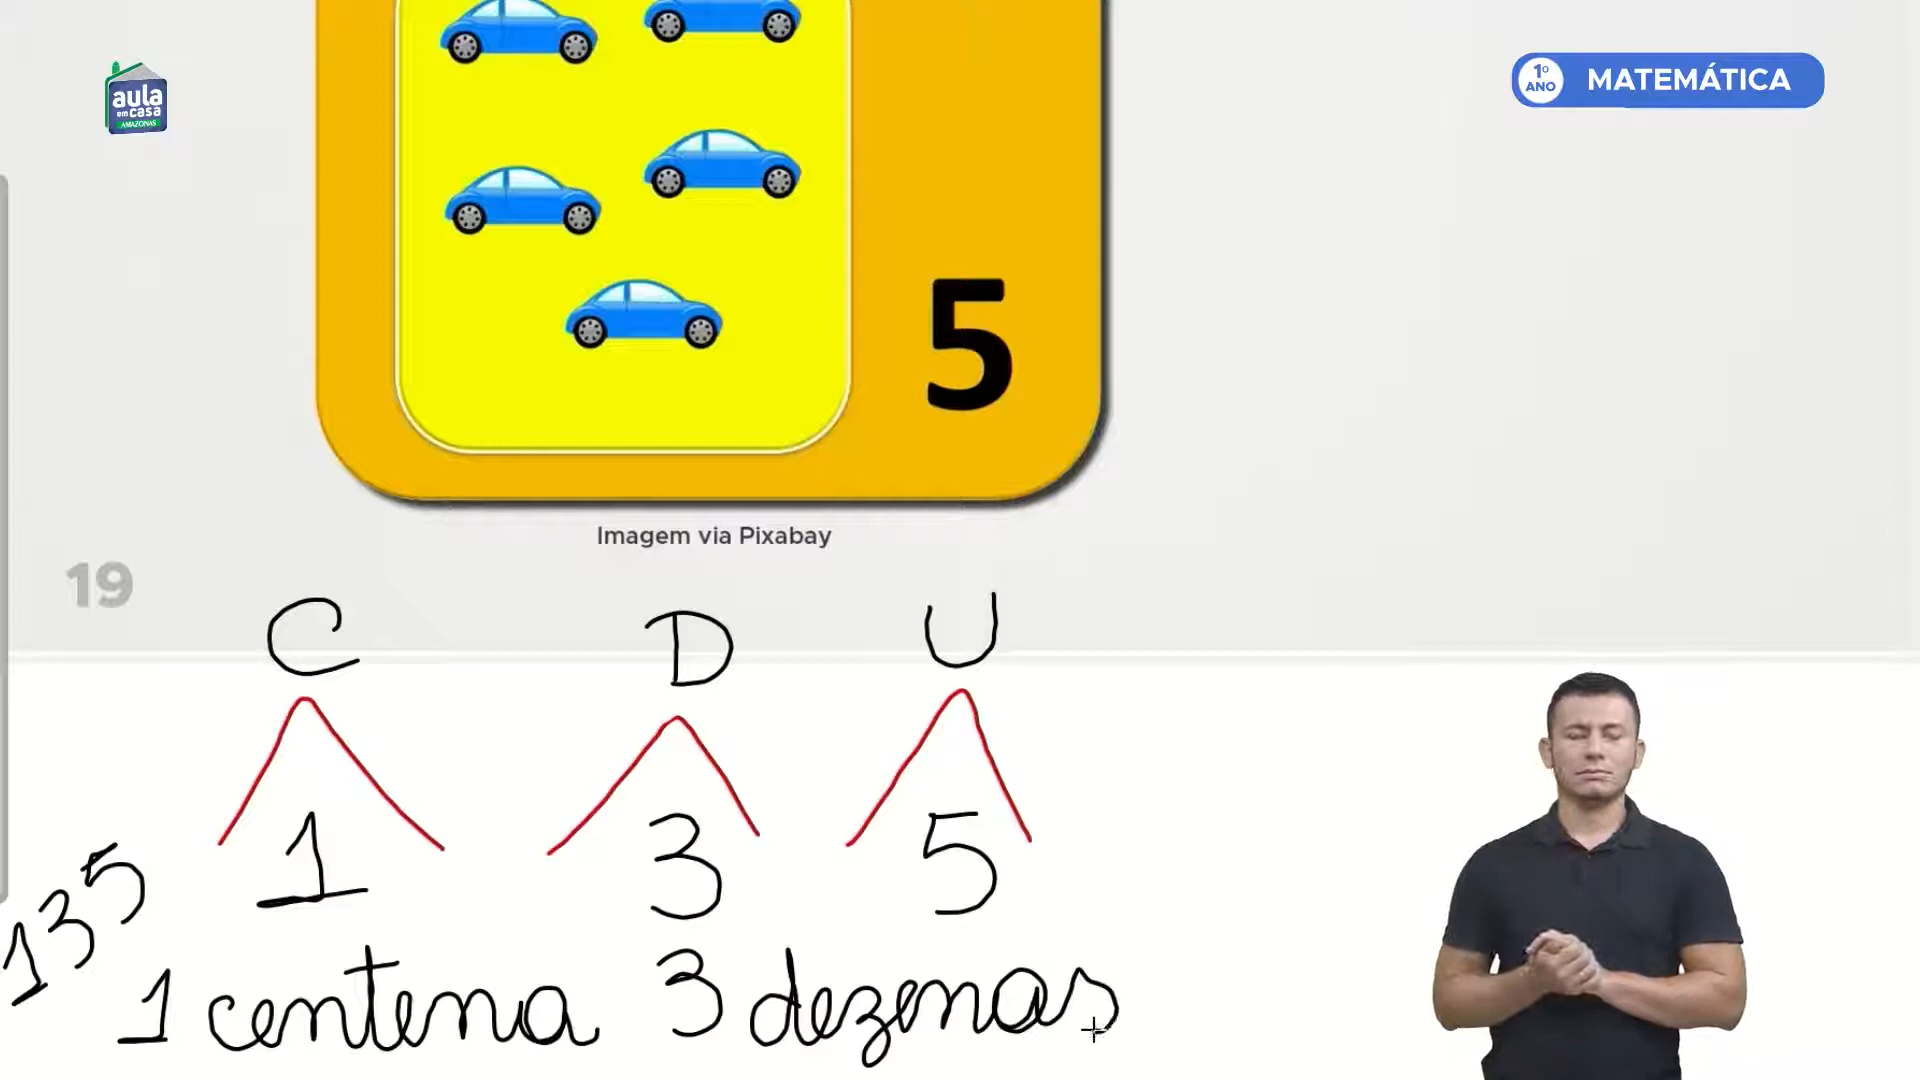 aula
em casa
AMAZONAS
1º
ANO
MATEMÁTICA
5
Imagem via Pixabay
19
C D U
1 3 5
135
1 centena 3 dezenas